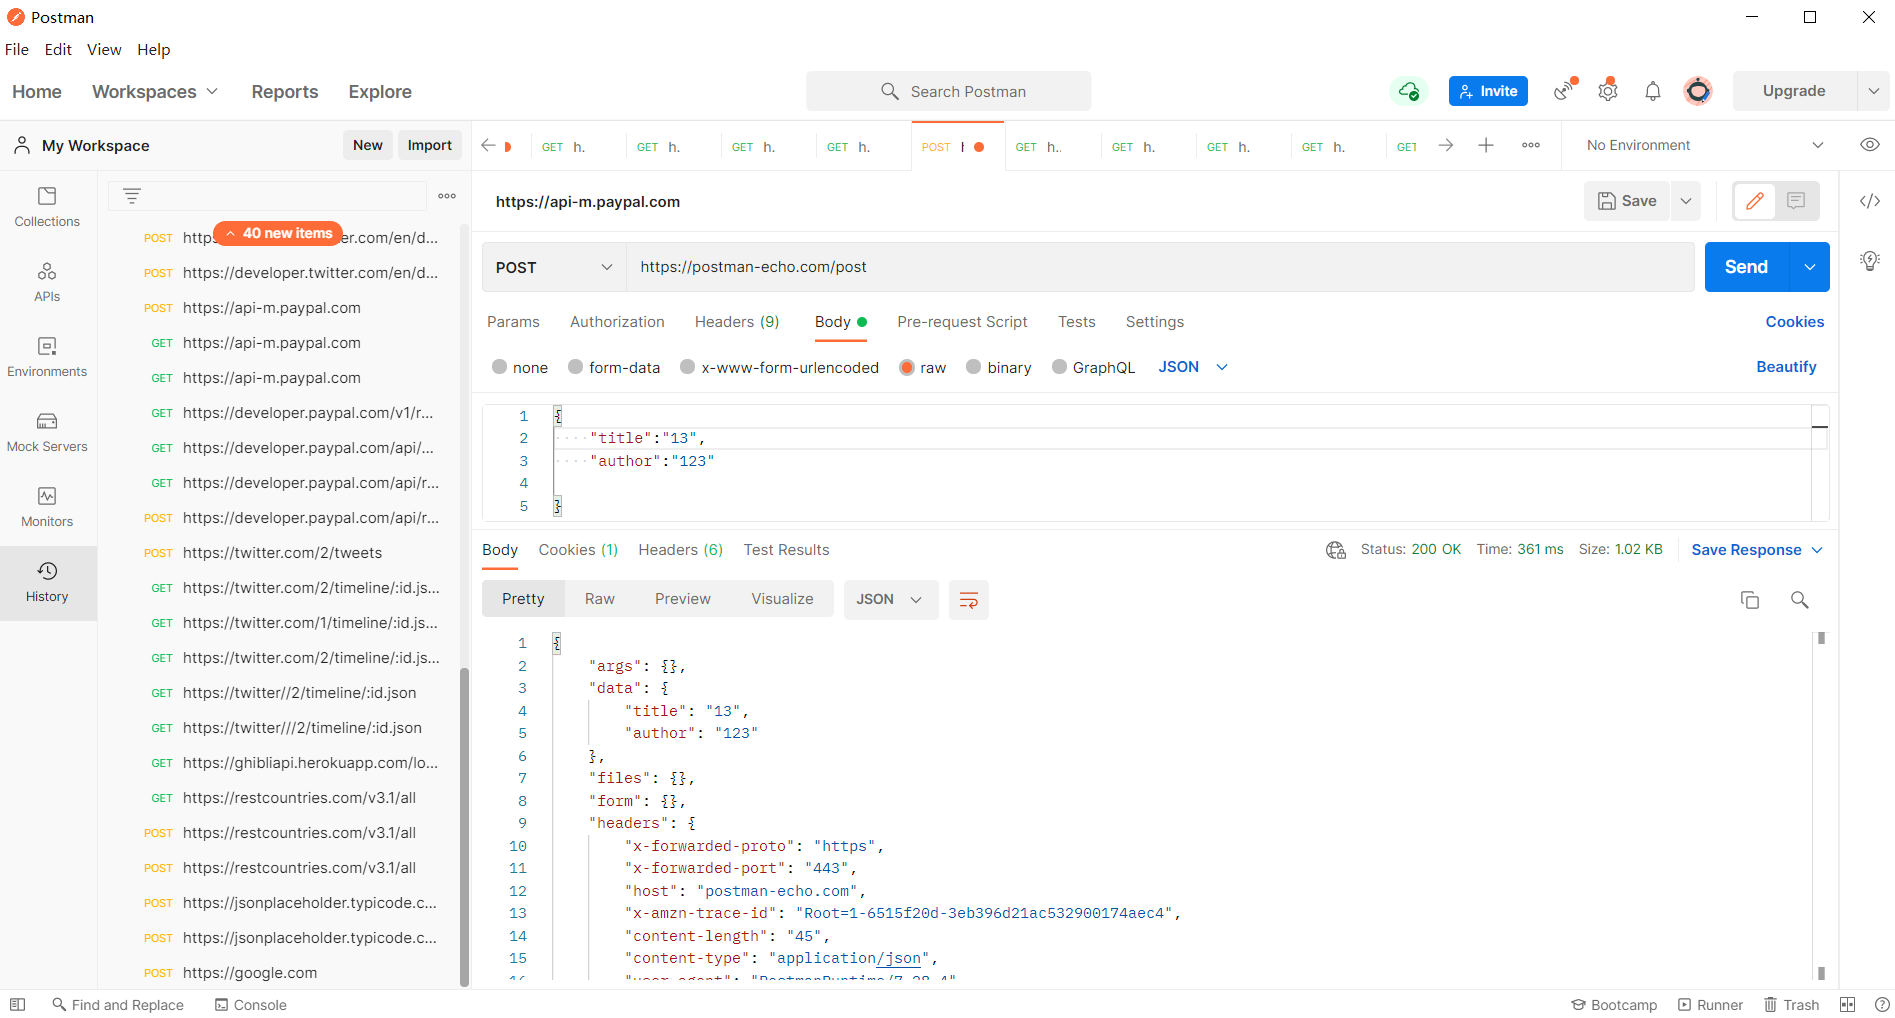 Postman
File Edit View Help
Home Workspaces Reports Explore Search Postman Invite Upgrade
My Workspace New Import GET h. GET h. GET h. GET h. POST GET h.. GET h. GET h. GET h. GET No Environment
https://api-m.paypal.com Save
Collections
APIs
Environments
Mock Servers
Monitors
History
40 new items
POST
POST https://developer.twitter.com/en/d...
POST https://api-m.paypal.com
GET https://api-m.paypal.com
GET https://api-m.paypal.com
GET https://developer.paypal.com/v1/r...
GET https://developer.paypal.com/api/...
GET https://developer.paypal.com/api/r...
POST https://developer.paypal.com/api/r...
POST https://twitter.com/2/tweets
GET https://twitter.com/2/timeline/:id.js...
GET https://twitter.com/1/timeline/:id.js...
GET https://twitter.com/2/timeline/:id.js...
GET https://twitter//2/timeline/:id.json
GET https://twitter///2/timeline/:id.json
GET https://ghibliapi.herokuapp.com/lo...
GET https://restcountries.com/v3.1/all
POST https://restcountries.com/v3.1/all
POST https://restcountries.com/v3.1/all
POST https://jsonplaceholder.typicode.c...
POST https://jsonplaceholder.typicode.c...
POST https://google.com
POST https://postman-echo.com/post Send
Params Authorization Headers (9) Body Pre-request Script Tests Settings Cookies
none form-data x-www-form-urlencoded raw binary GraphQL JSON Beautify
1 {
2 "title":"13",
3 "author":"123"
4
5 }
Body Cookies (1) Headers (6) Test Results Status: 200 OK Time: 361 ms Size: 1.02 KB Save Response
Pretty Raw Preview Visualize JSON
1 {
2 "args": {},
3 "data": {
4 "title": "13",
5 "author": "123"
6 },
7 "files": {},
8 "form": {},
9 "headers": {
10 "x-forwarded-proto": "https",
11 "x-forwarded-port": "443",
12 "host": "postman-echo.com",
13 "x-amzn-trace-id": "Root=1-6515f20d-3eb396d21ac532900174aec4",
14 "content-length": "45",
15 "content-type": "application/json",
Find and Replace Console Bootcamp Runner Trash